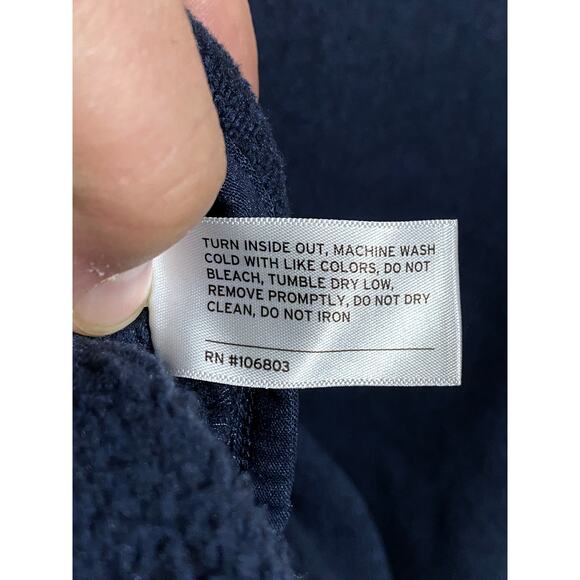 TURN INSIDE OUT, MACHINE WASH
COLD WITH LIKE COLORS, DO NOT
BLEACH, TUMBLE DRY LOW,
REMOVE PROMPTLY, DO NOT DRY
CLEAN, DO NOT IRON
RN #106803